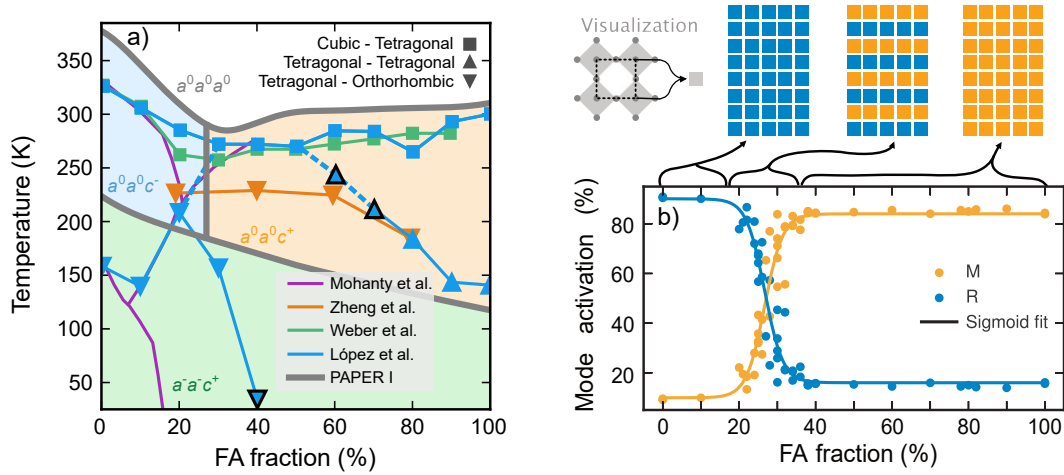 a)
Cubic - Tetragonal
Tetragonal - Tetragonal
Tetragonal - Orthorhombic
a⁰a⁰a⁰
a⁰a⁰c⁻
a⁰a⁰c⁺
a⁻a⁻c⁺
Mohanty et al.
Zheng et al.
Weber et al.
López et al.
PAPER I
Temperature (K)
350
300
250
200
150
100
50
0 20 40 60 80 100
FA fraction (%)
Visualization
b)
M
R
Sigmoid fit
Mode activation (%)
80
60
40
20
0 20 40 60 80 100
FA fraction (%)